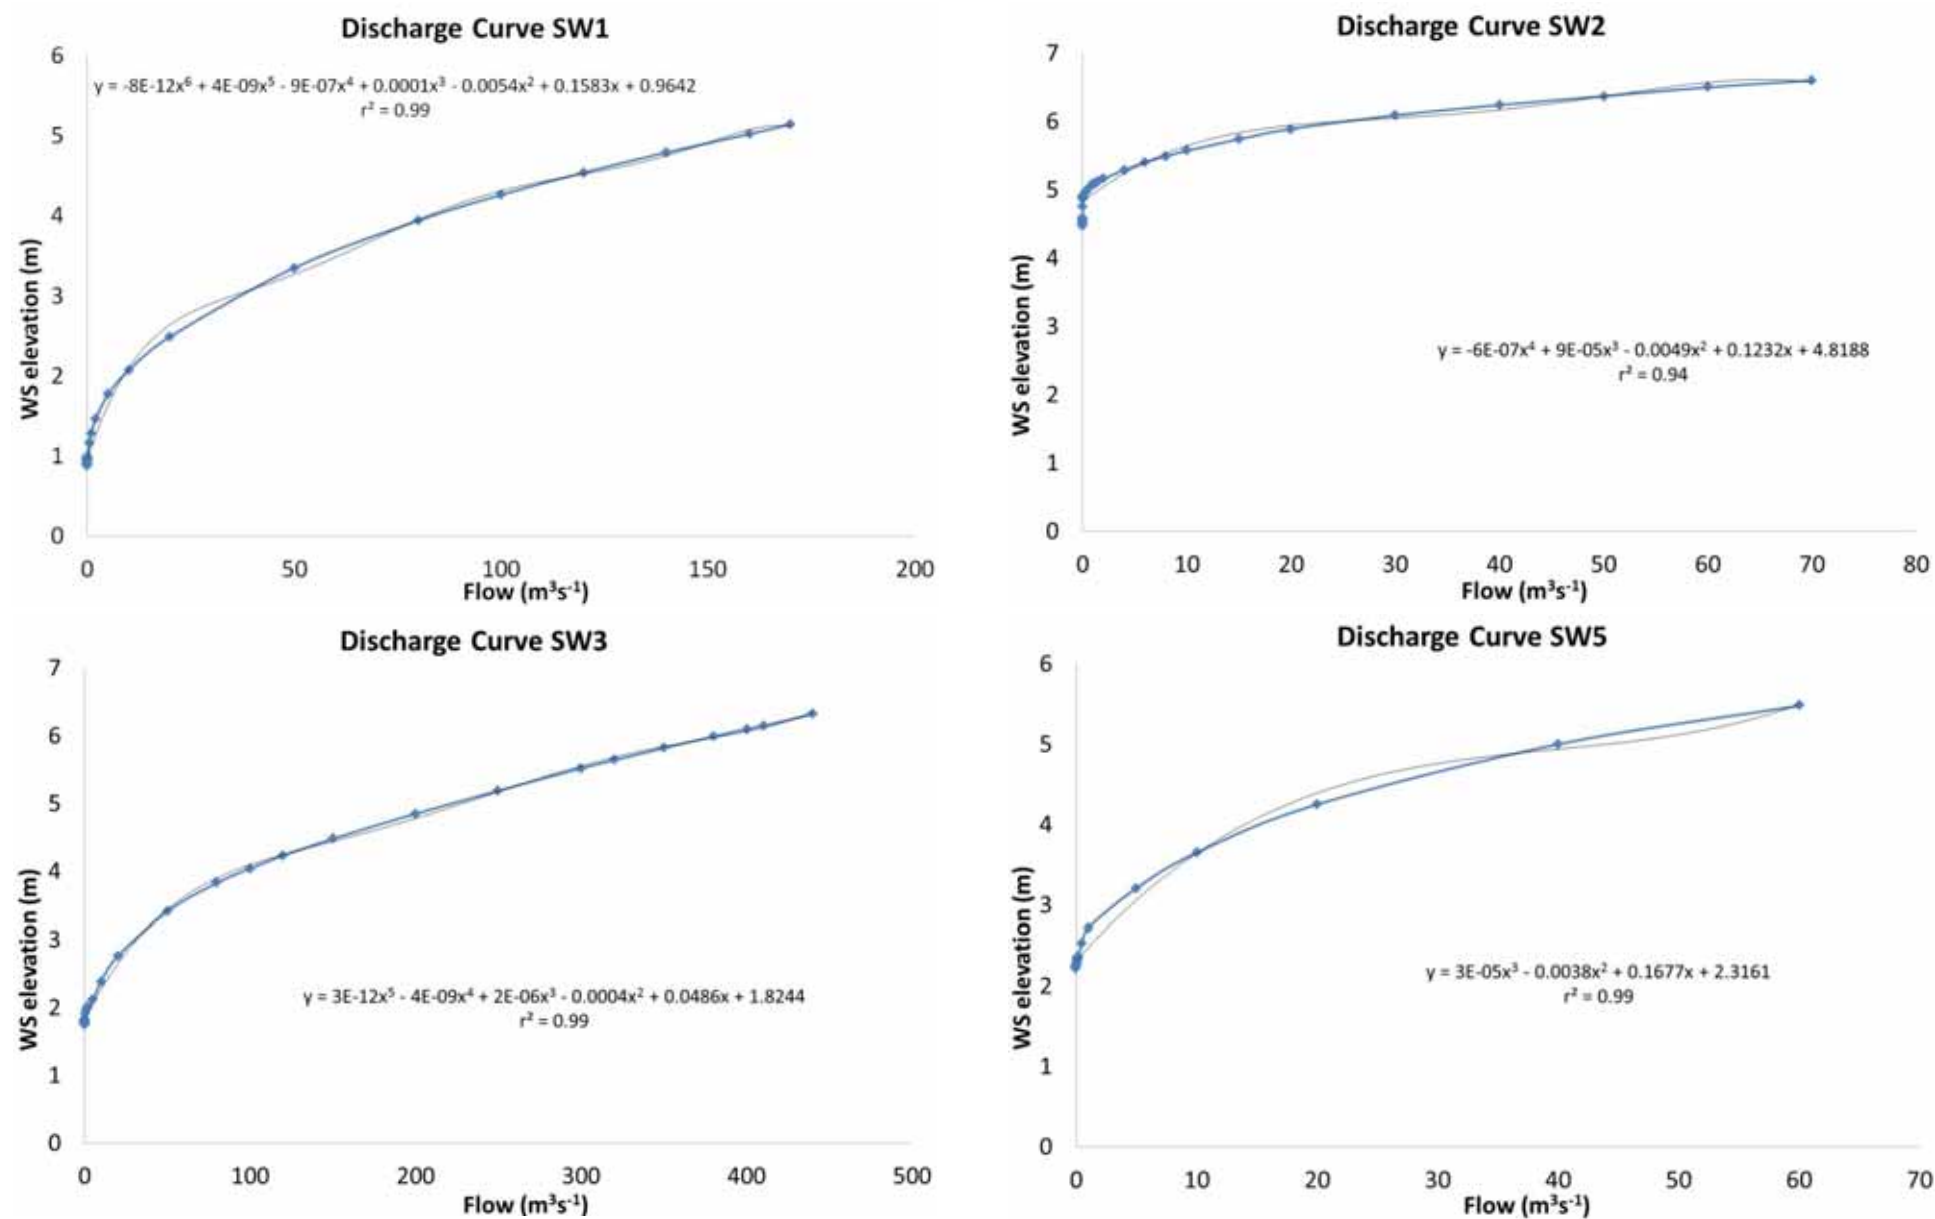 Discharge Curve SW1
y = -8E-12x⁶ + 4E-09x⁵ - 9E-07x⁴ + 0.0001x³ - 0.0054x² + 0.1583x + 0.9642
r² = 0.99
WS elevation (m)
6
5
4
3
2
1
0
0 50 100 150 200
Flow (m³s⁻¹)
Discharge Curve SW2
7
6
5
4
3
2
1
0
WS elevation (m)
y = -6E-07x⁴ + 9E-05x³ - 0.0049x² + 0.1232x + 4.8188
r² = 0.94
0 10 20 30 40 50 60 70 80
Flow (m³s⁻¹)
Discharge Curve SW3
7
6
5
4
3
2
1
0
WS elevation (m)
y = 3E-12x⁵ - 4E-09x⁴ + 2E-06x³ - 0.0004x² + 0.0486x + 1.8244
r² = 0.99
0 100 200 300 400 500
Flow (m³s⁻¹)
Discharge Curve SW5
6
5
4
3
2
1
0
WS elevation (m)
y = 3E-05x³ - 0.0038x² + 0.1677x + 2.3161
r² = 0.99
0 10 20 30 40 50 60 70
Flow (m³s⁻¹)